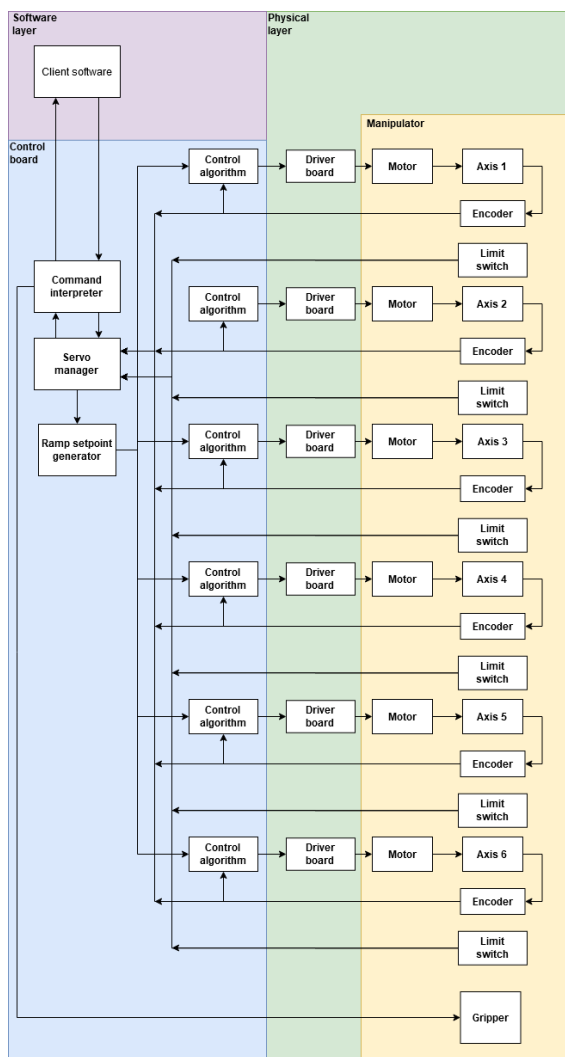 Software
layer
Physical
layer
Client software
Manipulator
Control
board
Control
algorithm
Driver
board
Motor
Axis 1
Encoder
Limit
switch
Command
interpreter
Control
algorithm
Driver
board
Motor
Axis 2
Servo
manager
Encoder
Limit
switch
Ramp setpoint
generator
Control
algorithm
Driver
board
Motor
Axis 3
Encoder
Limit
switch
Control
algorithm
Driver
board
Motor
Axis 4
Encoder
Limit
switch
Control
algorithm
Driver
board
Motor
Axis 5
Encoder
Limit
switch
Control
algorithm
Driver
board
Motor
Axis 6
Encoder
Limit
switch
Gripper